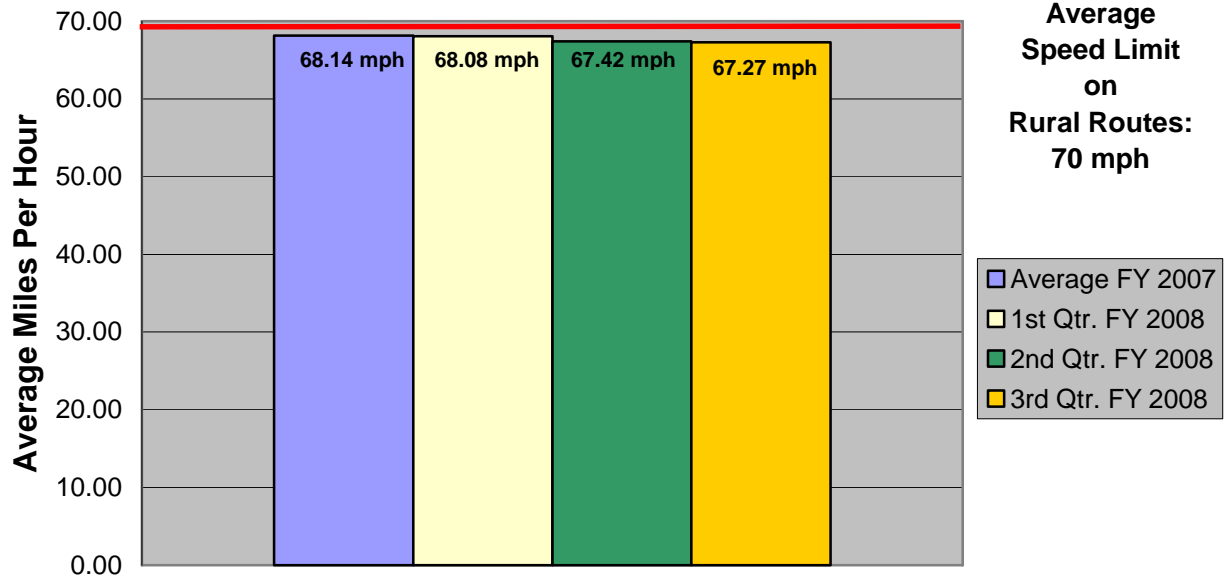 Average Miles Per Hour
70.00
60.00
50.00
40.00
30.00
20.00
10.00
0.00
68.14 mph
68.08 mph
67.42 mph
67.27 mph
Average
Speed Limit
on
Rural Routes:
70 mph
Average FY 2007
1st Qtr. FY 2008
2nd Qtr. FY 2008
3rd Qtr. FY 2008